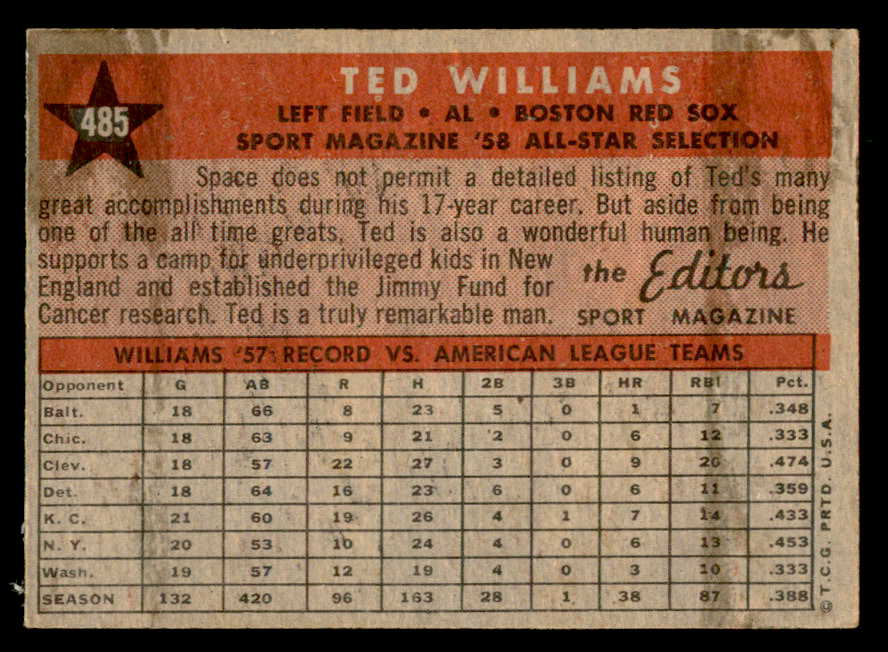 485
TED WILLIAMS
LEFT FIELD • AL • BOSTON RED SOX
SPORT MAGAZINE '58 ALL-STAR SELECTION
Space does not permit a detailed listing of Ted's many
great accomplishments during his 17-year career. But aside from being
one of the all time greats, Ted is also a wonderful human being. He
supports a camp for underprivileged kids in New
England and established the Jimmy Fund for
Cancer research. Ted is a truly remarkable man.
the Editors
SPORT MAGAZINE
WILLIAMS '57 RECORD VS. AMERICAN LEAGUE TEAMS
Opponent G AB R H 2B 3B HR RBI Pct.
Balt. 18 66 8 23 5 0 1 7 .348
Chic. 18 63 9 21 2 0 6 12 .333
Clev. 18 57 22 27 3 0 9 20 .474
Det. 18 64 16 23 6 0 6 11 .359
K. C. 21 60 19 26 4 1 7 14 .433
N. Y. 20 53 10 24 4 0 6 13 .453
Wash. 19 57 12 19 4 0 3 10 .333
SEASON 132 420 96 163 28 1 38 87 .388
© T.C.G. PRTD. U.S.A.